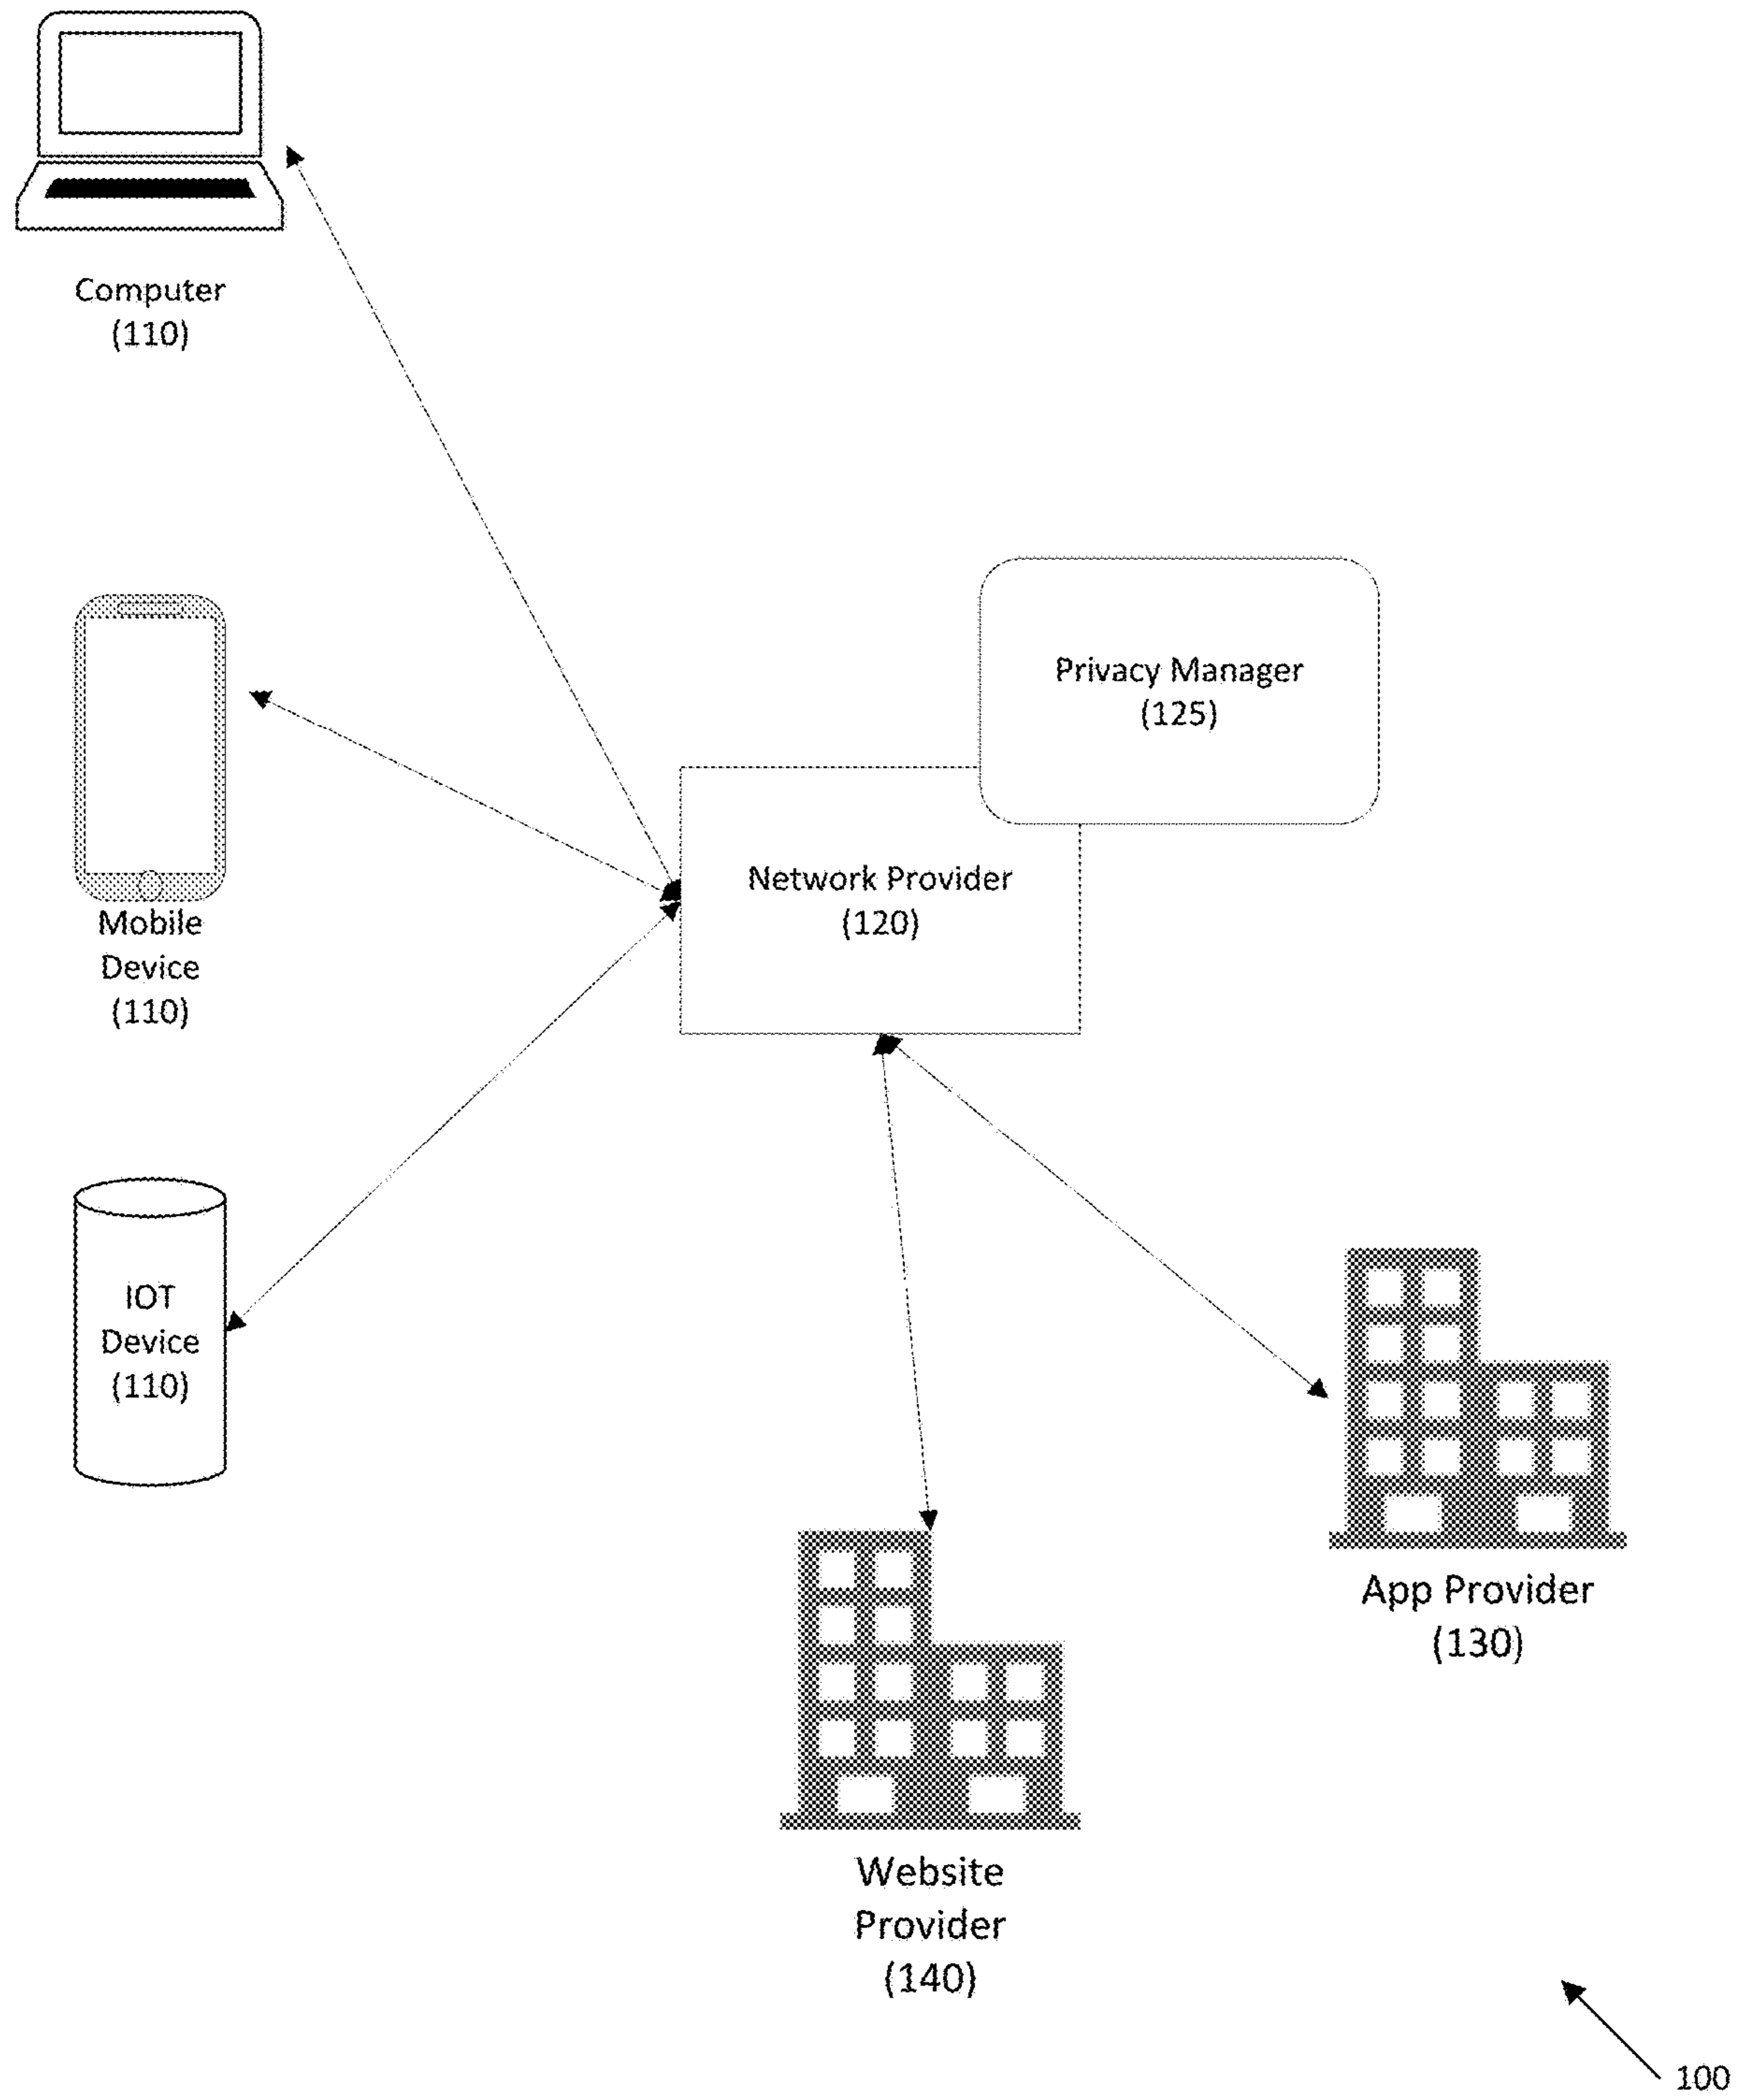 Computer
(110)
Privacy Manager
(125)
Network Provider
(120)
Mobile
Device
(110)
IOT
Device
(110)
App Provider
(130)
Website
Provider
(140)
100